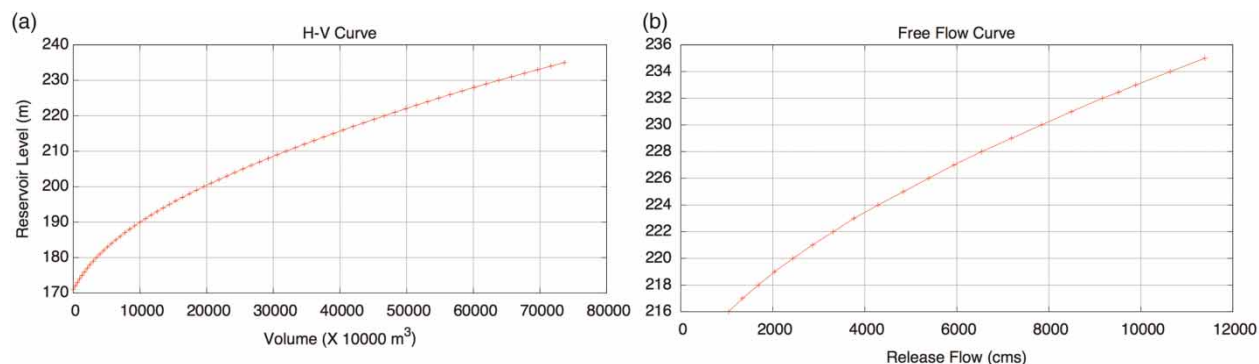 (a)
H-V Curve
Reservoir Level (m)
240
230
220
210
200
190
180
170
0 10000 20000 30000 40000 50000 60000 70000 80000
Volume (X 10000 m³)
(b)
Free Flow Curve
236
234
232
230
228
226
224
222
220
218
216
0 2000 4000 6000 8000 10000 12000
Release Flow (cms)